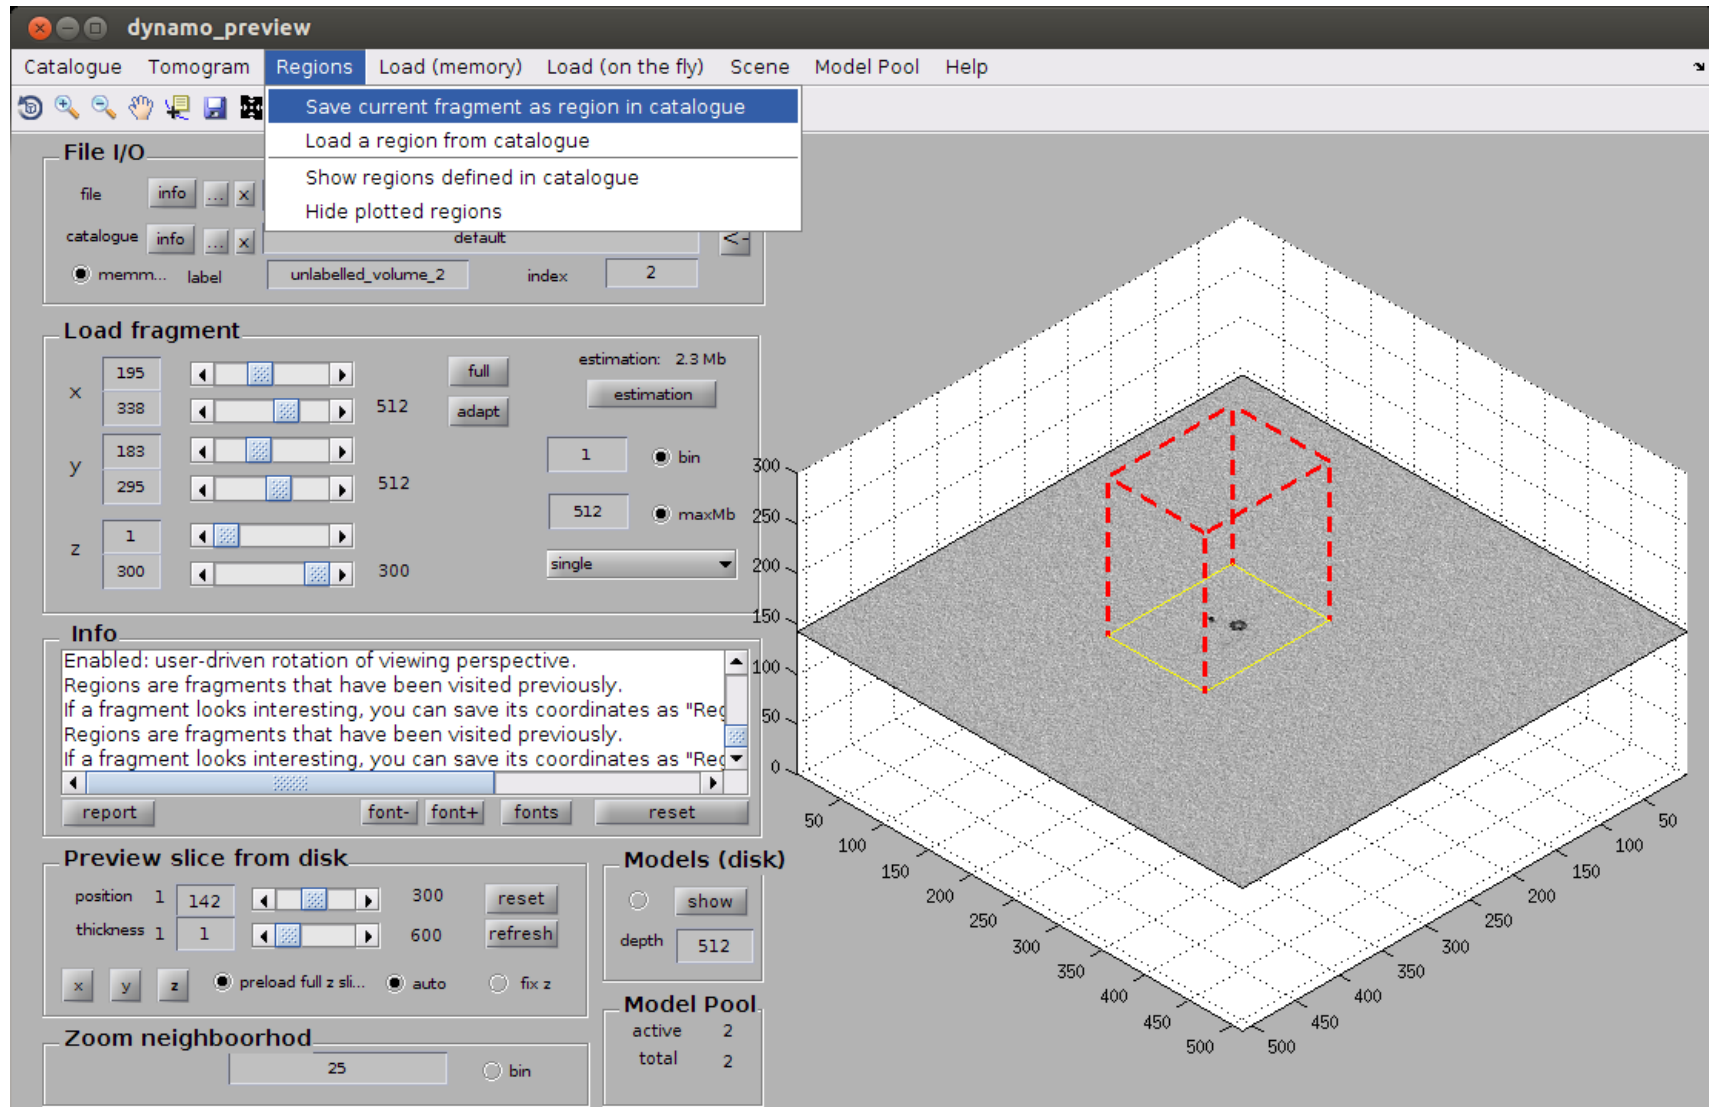 dynamo_preview
Catalogue Tomogram Regions Load (memory) Load (on the fly) Scene Model Pool Help
Save current fragment as region in catalogue
Load a region from catalogue
Show regions defined in catalogue
Hide plotted regions
File I/O
file info ... x
catalogue info ... x default <-
memm... label unlabelled_volume_2 index 2
Load fragment
x 195 full estimation: 2.3 Mb
338 512 adapt estimation
y 183 1 bin
295 512
512 maxMb
z 1 single
300 300
Info
Enabled: user-driven rotation of viewing perspective.
Regions are fragments that have been visited previously.
If a fragment looks interesting, you can save its coordinates as "Reg
Regions are fragments that have been visited previously.
If a fragment looks interesting, you can save its coordinates as "Reg
report font- font+ fonts reset
Preview slice from disk
position 1 142 300 reset
thickness 1 1 600 refresh
x y z preload full z sli... auto fix z
Models (disk)
show
depth 512
Model Pool
active 2
total 2
Zoom neighboorhod
25 bin
300
250
200
150
100
50
0
50 100 150 200 250 300 350 400 450 500
50 100 150 200 250 300 350 400 450 500